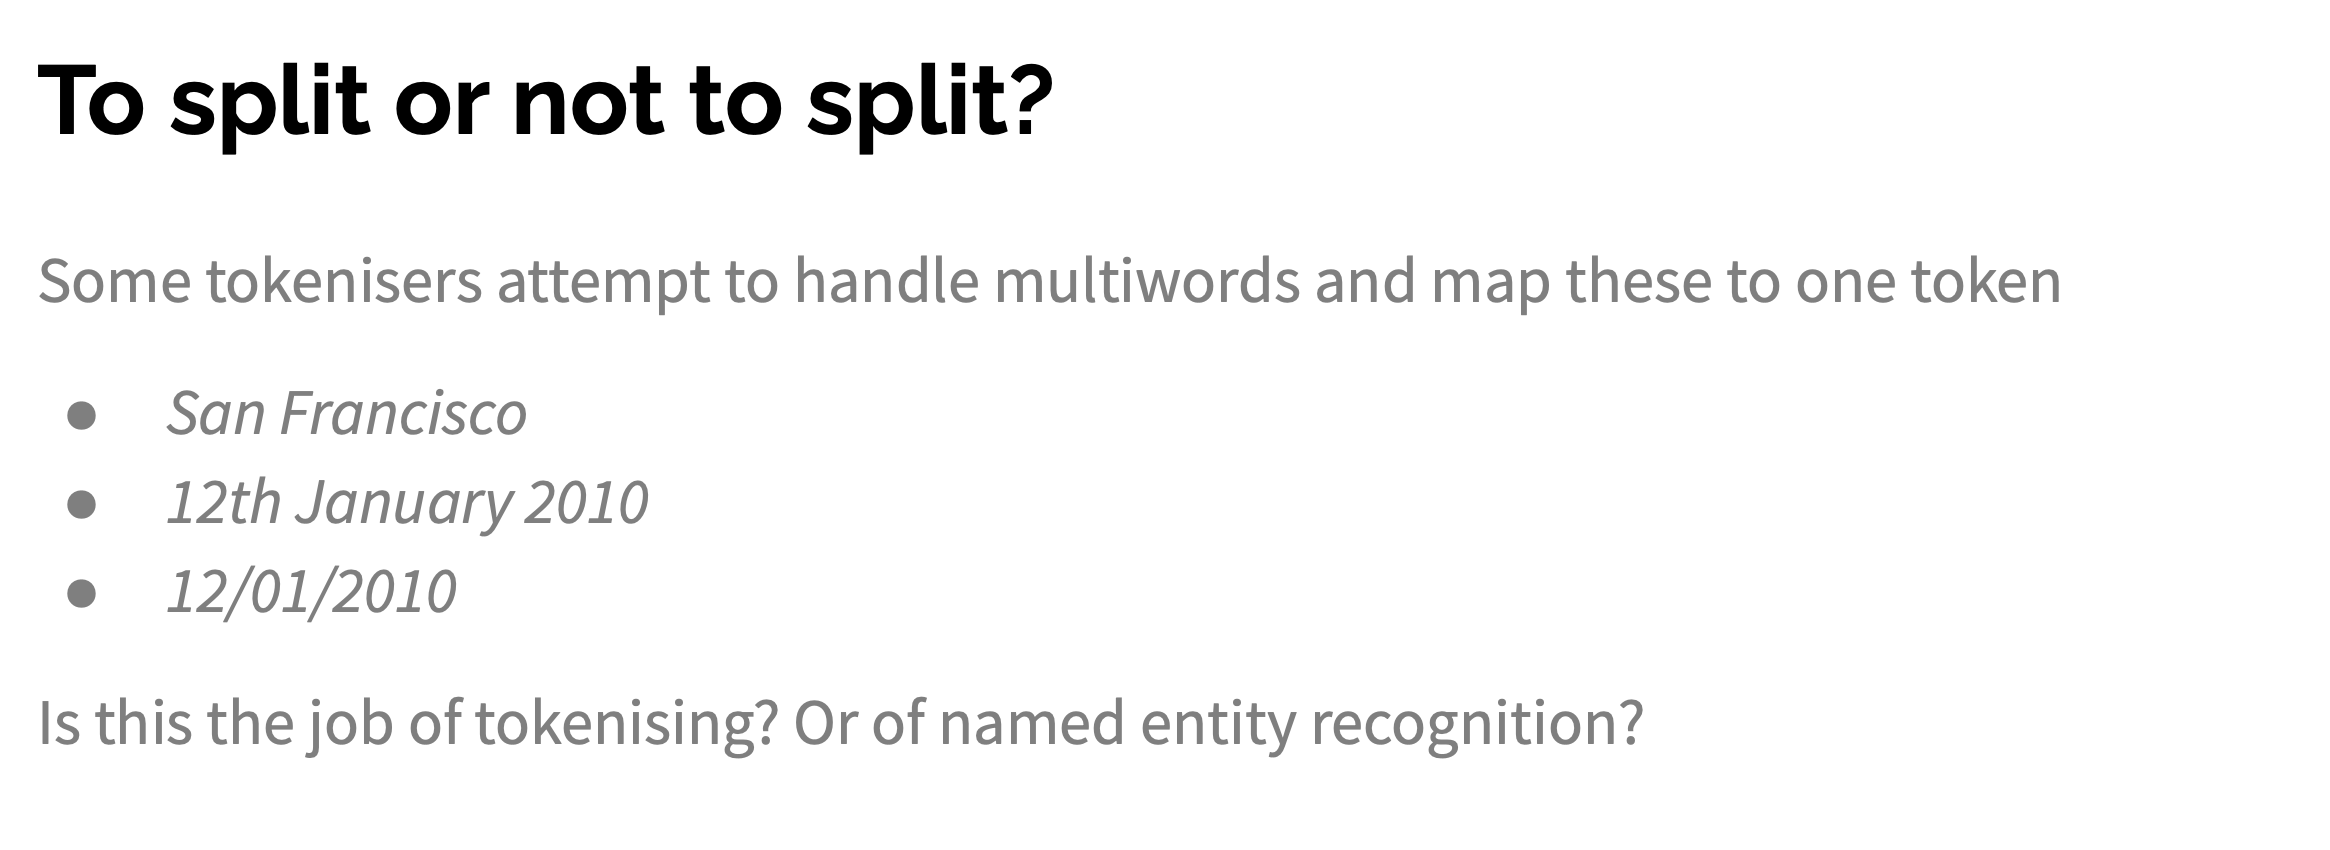 To split or not to split?
Some tokenisers attempt to handle multiwords and map these to one token
● San Francisco
● 12th January 2010
● 12/01/2010
Is this the job of tokenising? Or of named entity recognition?